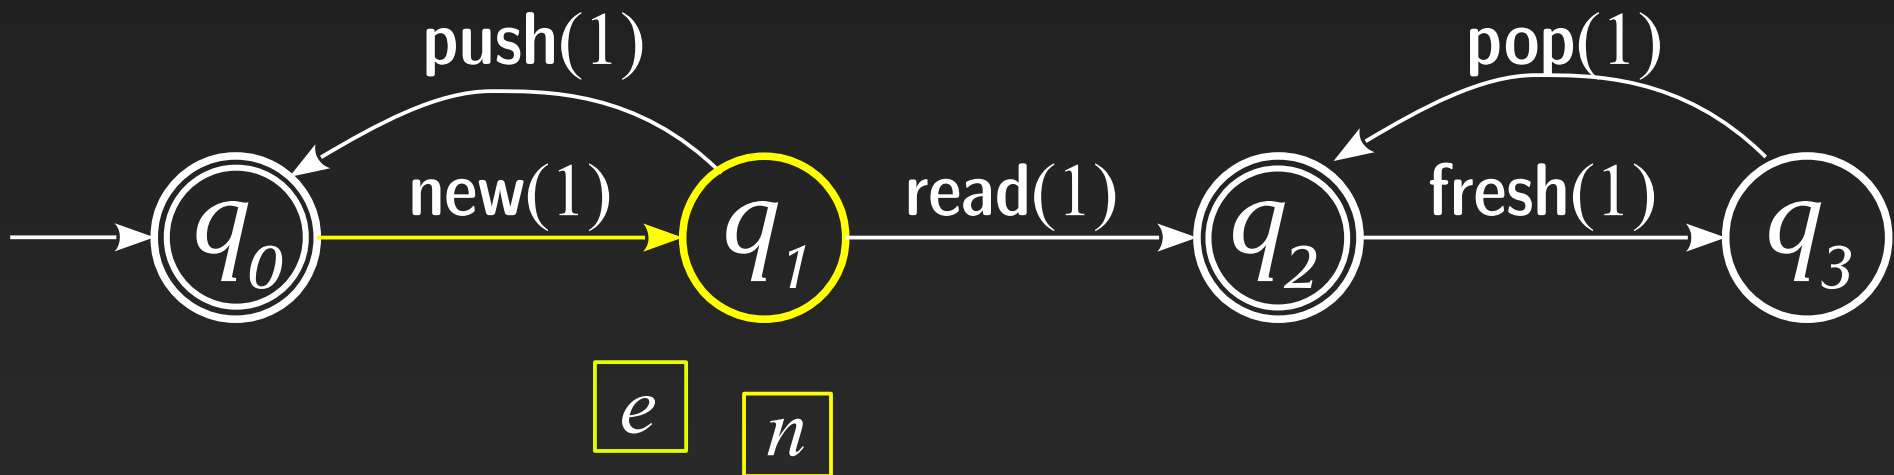 push(1) pop(1)
q0 new(1) q1 read(1) q2 fresh(1) q3
e n